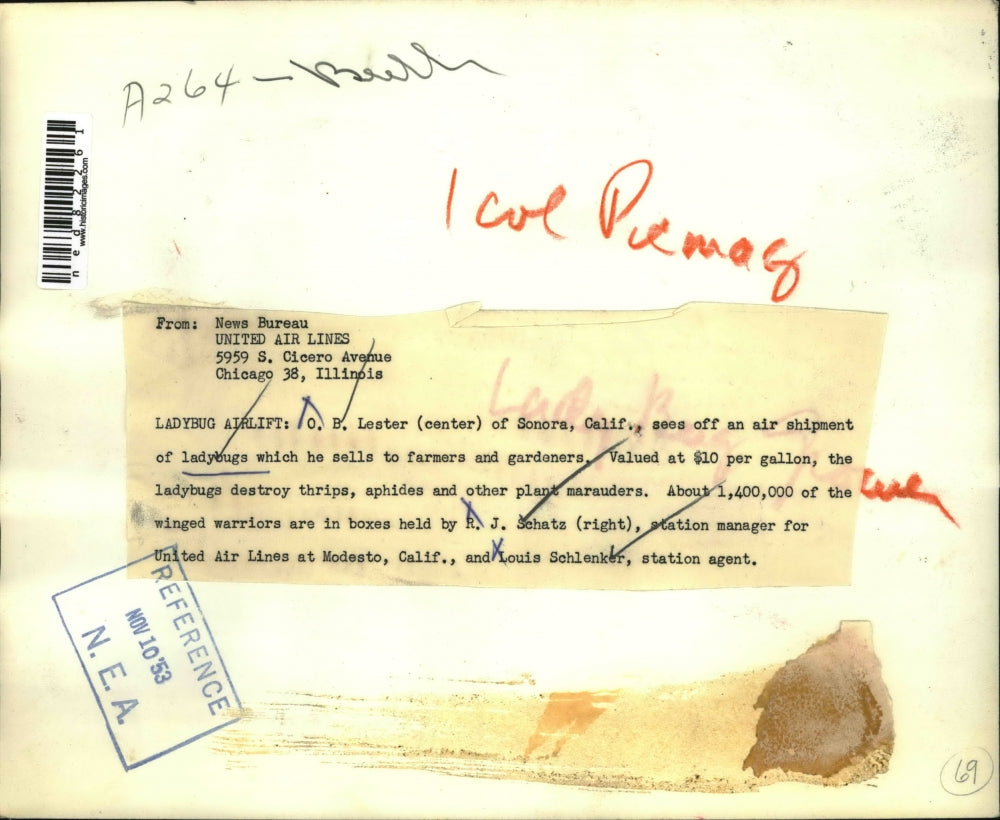 A264 —
ned82261
www.historicimages.com
1 col
From: News Bureau
UNITED AIR LINES
5959 S. Cicero Avenue
Chicago 38, Illinois
LADYBUG AIRLIFT: O. B. Lester (center) of Sonora, Calif., sees off an air shipment
of ladybugs which he sells to farmers and gardeners. Valued at $10 per gallon, the
ladybugs destroy thrips, aphides and other plant marauders. About 1,400,000 of the
winged warriors are in boxes held by R. J. Schatz (right), station manager for
United Air Lines at Modesto, Calif., and Louis Schlenker, station agent.
REFERENCE
NOV 10 '53
N. E. A.
69